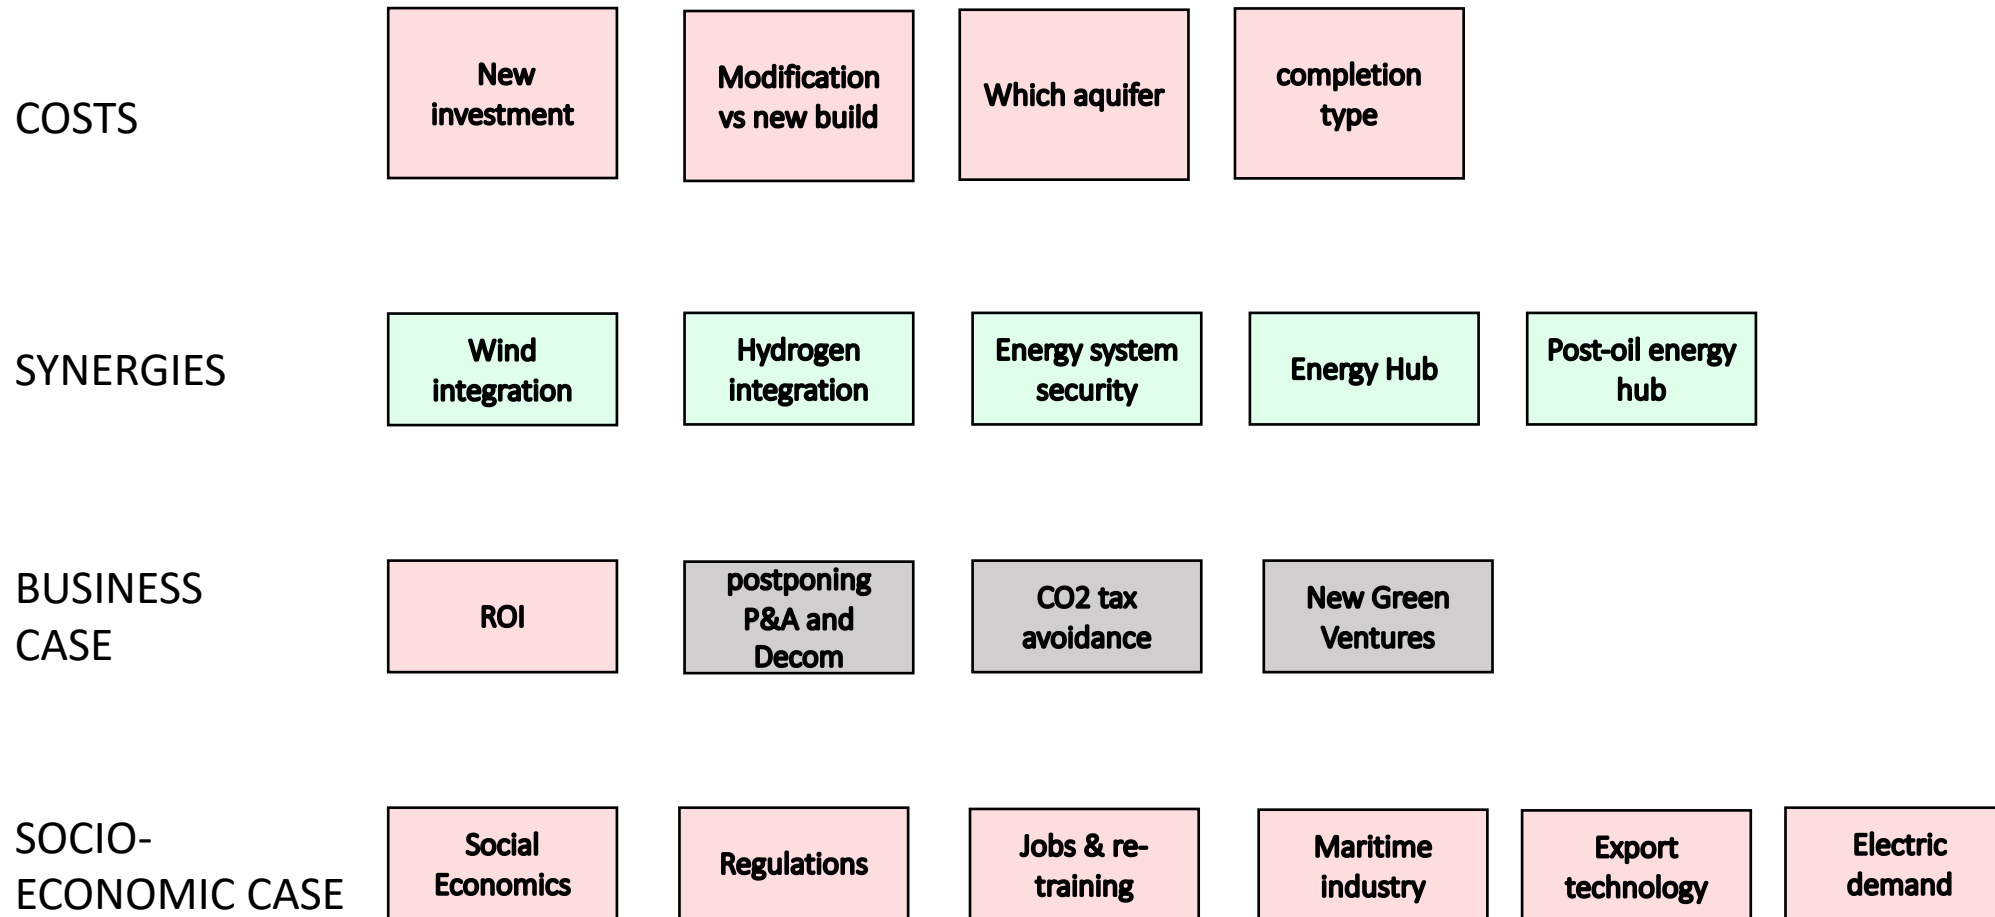 COSTS
New
investment
Modification
vs new build
Which aquifer
completion
type
SYNERGIES
Wind
integration
Hydrogen
integration
Energy system
security
Energy Hub
Post-oil energy
hub
BUSINESS
CASE
ROI
postponing
P&A and
Decom
CO2 tax
avoidance
New Green
Ventures
SOCIO-
ECONOMIC CASE
Social
Economics
Regulations
Jobs & re-
training
Maritime
industry
Export
technology
Electric
demand